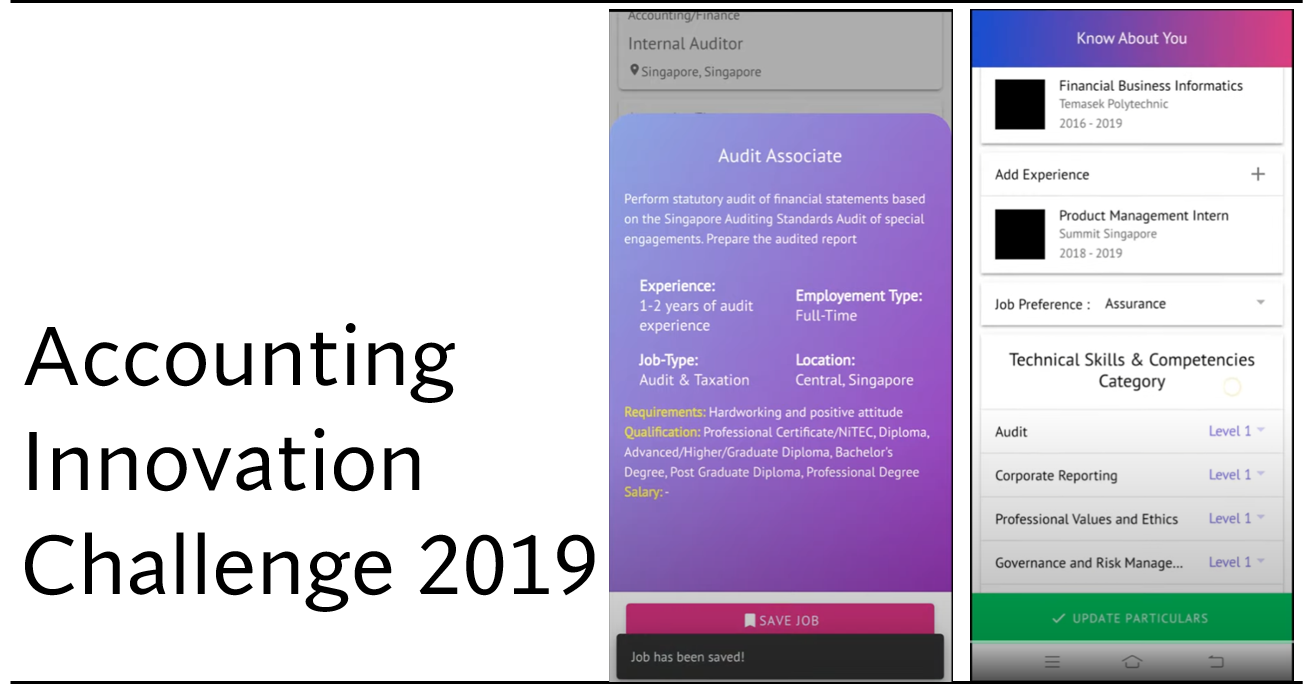 Accounting
Innovation
Challenge 2019
Accounting/Finance
Internal Auditor
Singapore, Singapore
Audit Associate
Perform statutory audit of financial statements based
on the Singapore Auditing Standards Audit of special
engagements. Prepare the audited report
Experience:
1-2 years of audit
experience
Employement Type:
Full-Time
Job-Type:
Audit & Taxation
Location:
Central, Singapore
Requirements: Hardworking and positive attitude
Qualification: Professional Certificate/NiTEC, Diploma,
Advanced/Higher/Graduate Diploma, Bachelor's
Degree, Post Graduate Diploma, Professional Degree
Salary: -
SAVE JOB
Job has been saved!
Know About You
Financial Business Informatics
Temasek Polytechnic
2016 - 2019
Add Experience +
Product Management Intern
Summit Singapore
2018 - 2019
Job Preference : Assurance
Technical Skills & Competencies
Category
Audit Level 1
Corporate Reporting Level 1
Professional Values and Ethics Level 1
Governance and Risk Manage... Level 1
UPDATE PARTICULARS